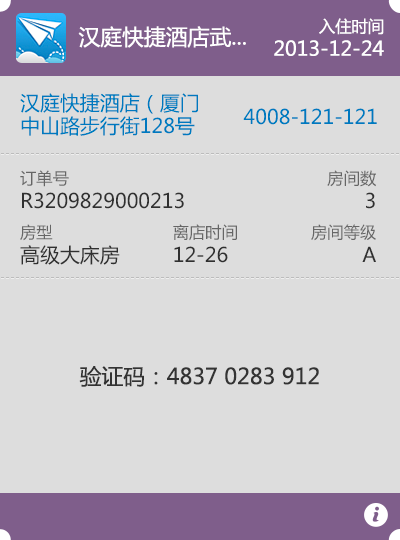 汉庭快捷酒店武...
入住时间
2013-12-24
汉庭快捷酒店（厦门
中山路步行街128号
4008-121-121
订单号 房间数
R3209829000213 3
房型 离店时间 房间等级
高级大床房 12-26 A
验证码：4837 0283 912
i